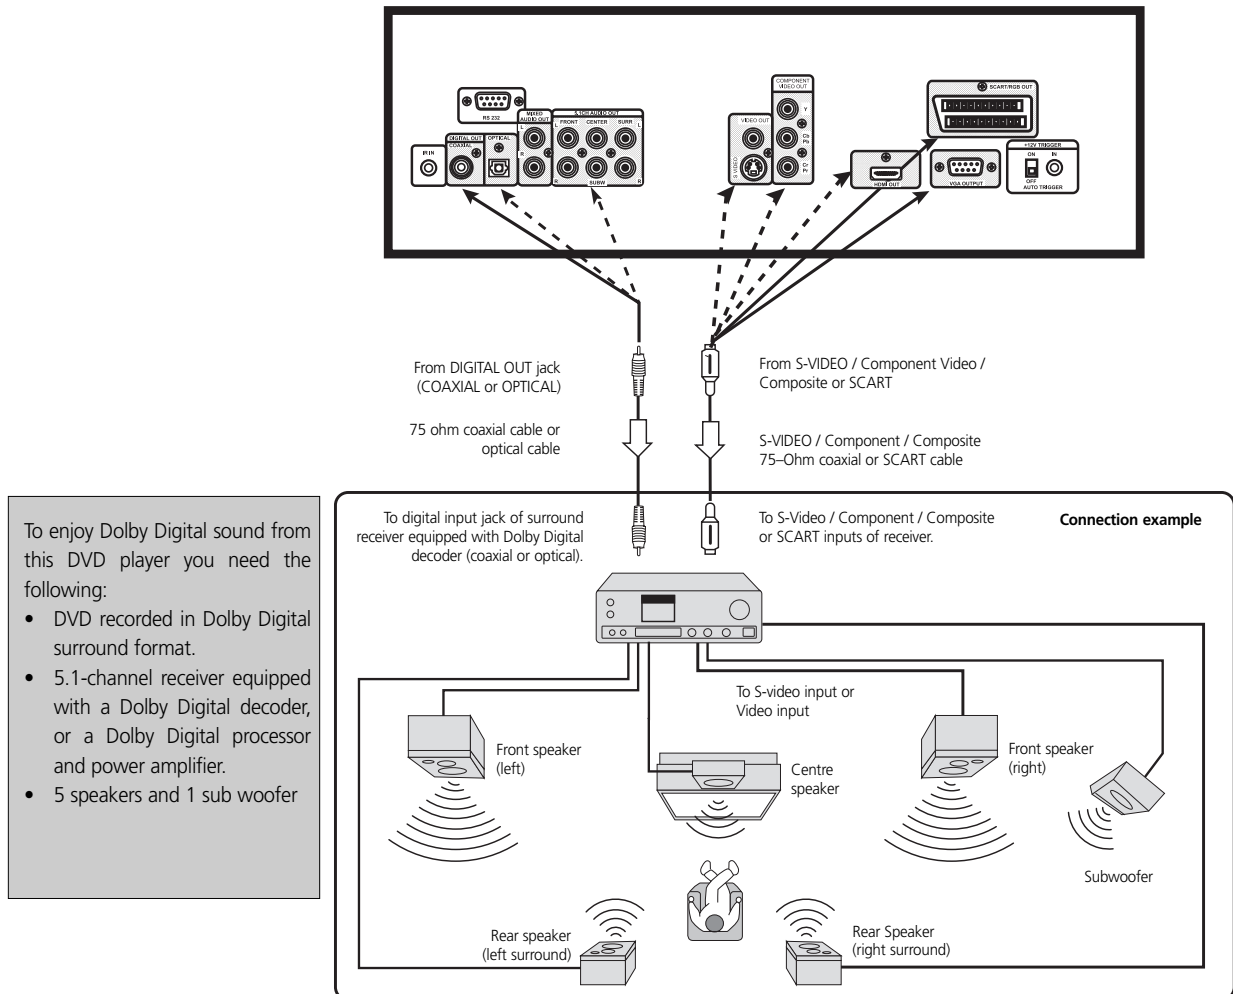 COMPONENT
VIDEO OUT
SCART/RGB OUT
RS 232
MIXED
AUDIO OUT
5.1CH AUDIO OUT
L
L FRONT CENTER SURR L
VIDEO OUT
Y
DIGITAL OUT OPTICAL
COAXIAL
IR IN
R
Cb
Pb
+12V TRIGGER
ON IN
S VIDEO
Cr
Pr
R SUBW R
HDMI OUT
VGA OUTPUT
OFF
AUTO TRIGGER
From DIGITAL OUT jack
(COAXIAL or OPTICAL)
75 ohm coaxial cable or
optical cable
From S-VIDEO / Component Video /
Composite or SCART
S-VIDEO / Component / Composite
75–Ohm coaxial or SCART cable
To enjoy Dolby Digital sound from
this DVD player you need the
following:
• DVD recorded in Dolby Digital
surround format.
• 5.1-channel receiver equipped
with a Dolby Digital decoder,
or a Dolby Digital processor
and power amplifier.
• 5 speakers and 1 sub woofer
To digital input jack of surround
receiver equipped with Dolby Digital
decoder (coaxial or optical).
To S-Video / Component / Composite
or SCART inputs of receiver.
Connection example
To S-video input or
Video input
Front speaker
(left)
Centre
speaker
Front speaker
(right)
Subwoofer
Rear speaker
(left surround)
Rear Speaker
(right surround)